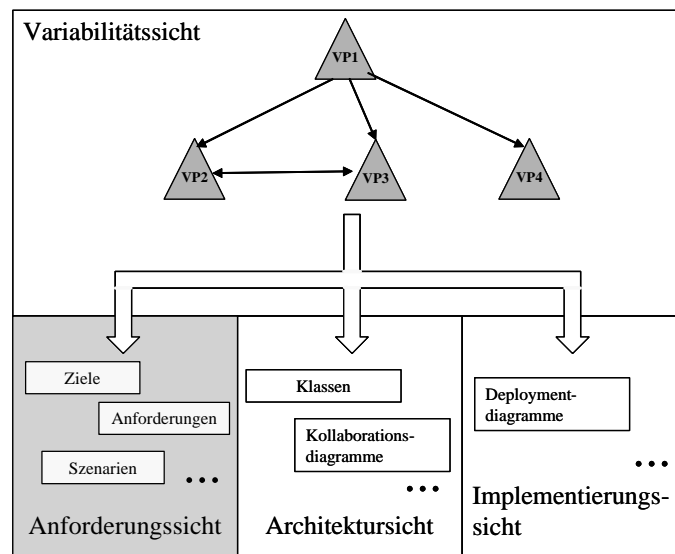 Variabilitätssicht
VP1
VP2
VP3
VP4
Ziele
Anforderungen
Szenarien
...
Anforderungssicht
Klassen
Kollaborations-
diagramme
...
Architektursicht
Deployment-
diagramme
...
Implementierungs-
sicht